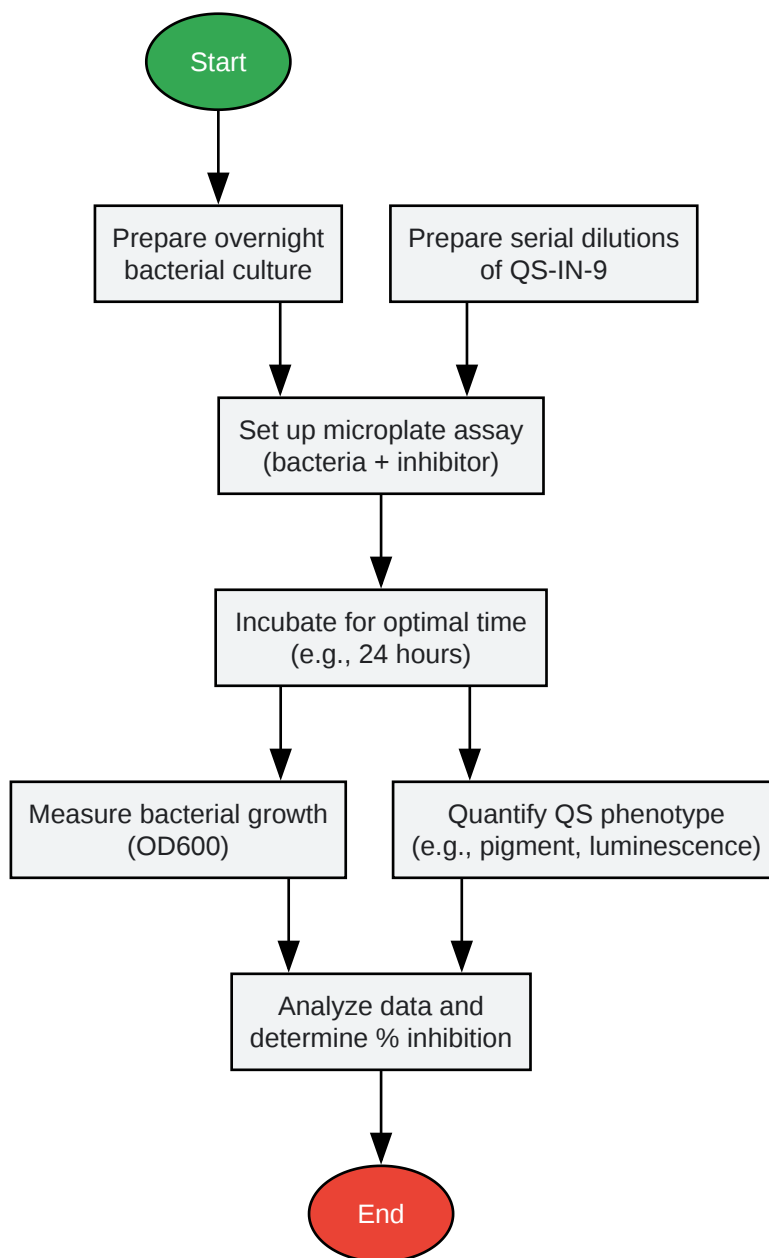 Start
Prepare overnight
bacterial culture
Prepare serial dilutions
of QS-IN-9
Set up microplate assay
(bacteria + inhibitor)
Incubate for optimal time
(e.g., 24 hours)
Measure bacterial growth
(OD600)
Quantify QS phenotype
(e.g., pigment, luminescence)
Analyze data and
determine % inhibition
End